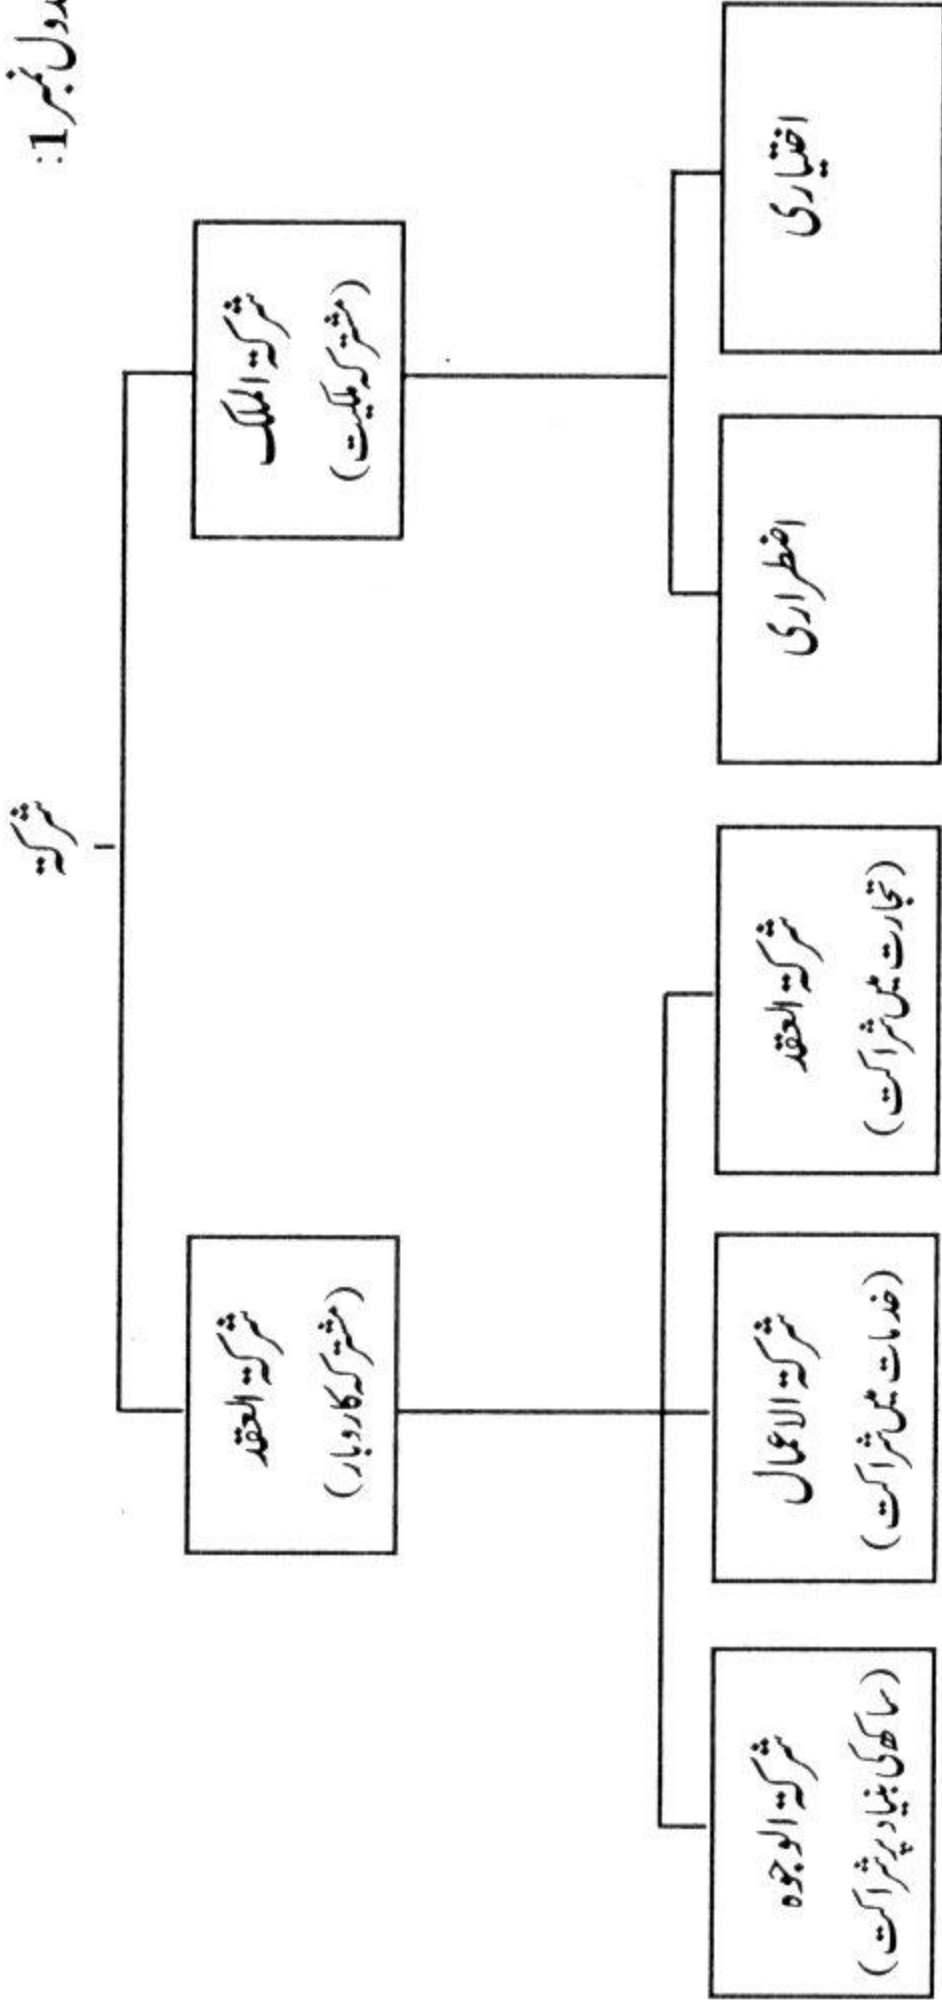 دول نمبر 1:
شرکۃ
شرکۃ الملک
(مشترکہ ملکیت)
شرکۃ العقد
(مشترکہ کاروبار)
اختیاری
اضطراری
شرکۃ العقد
(تجارت میں شراکت)
شرکۃ الاعمال
(خدمات میں شراکت)
شرکۃ الوجوہ
(ساکھ کی بنیاد پر شراکت)